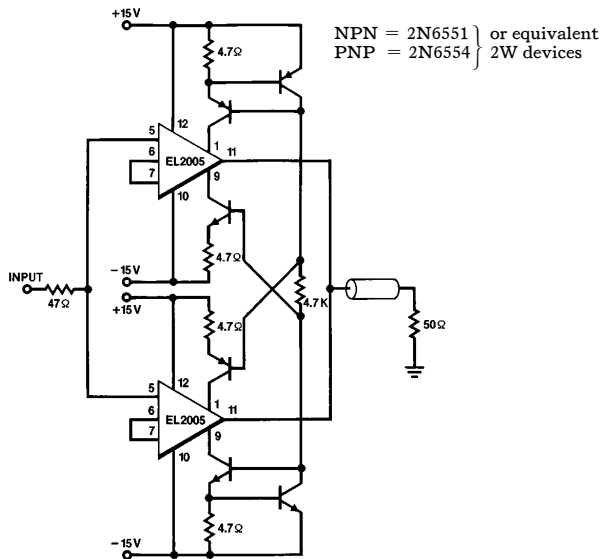 +15V
4.7Ω
NPN = 2N6551 } or equivalent
PNP = 2N6554 } 2W devices
12
5
6
7
EL2005
1
11
9
10
-15V
4.7Ω
INPUT
47Ω
+15V
4.7Ω
4.7K
50Ω
12
5
6
7
EL2005
1
11
9
10
4.7Ω
-15V